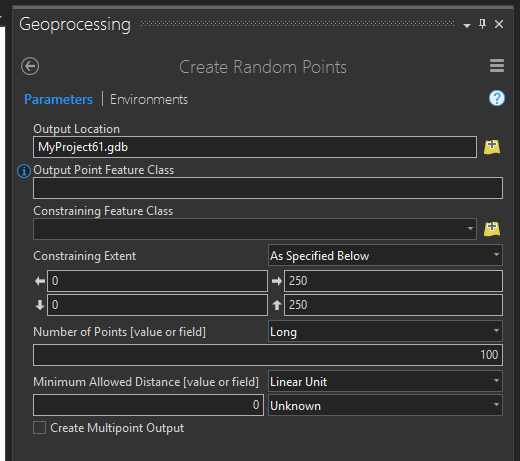 Geoprocessing
Create Random Points
Parameters | Environments
Output Location
MyProject61.gdb
Output Point Feature Class
Constraining Feature Class
Constraining Extent As Specified Below
0 250
0 250
Number of Points [value or field] Long
100
Minimum Allowed Distance [value or field] Linear Unit
0 Unknown
Create Multipoint Output